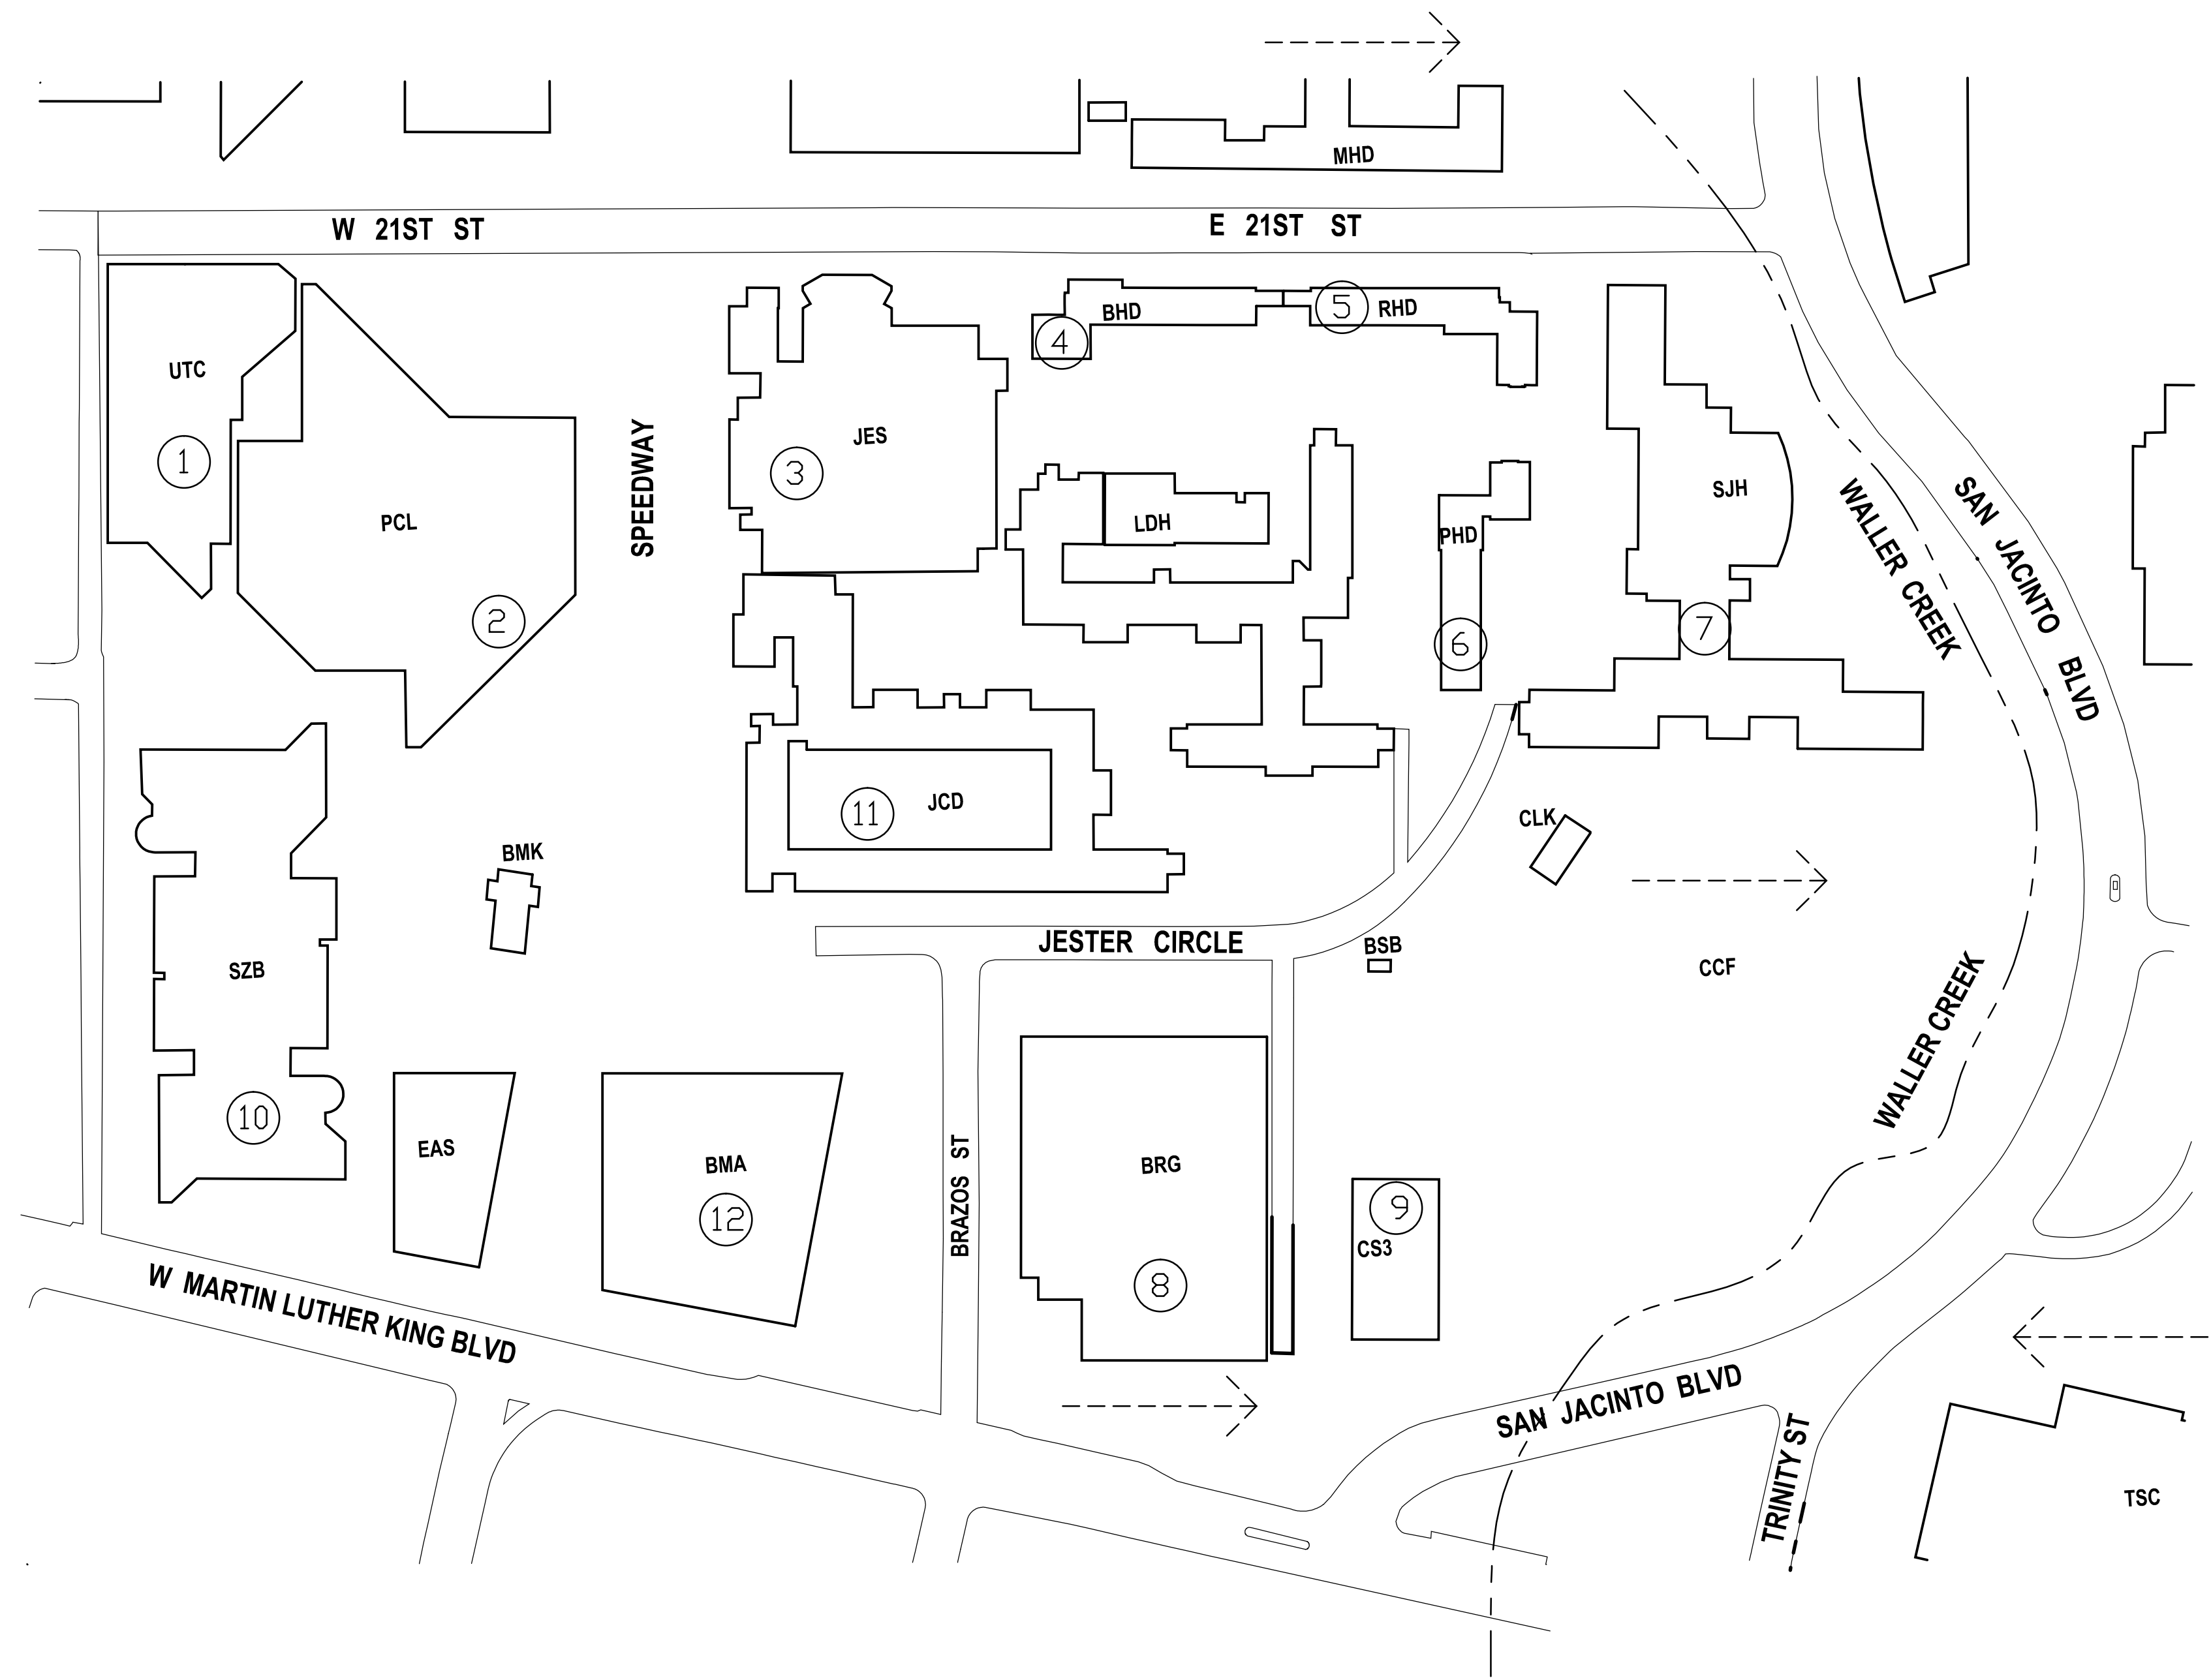 MHD
W 21ST ST
E 21ST ST
BHD
5
RHD
4
UTC
1
PCL
2
SPEEDWAY
JES
3
LDH
PHD
6
SJH
7
WALLER CREEK
SAN JACINTO BLVD
JCD
11
CLK
BMK
JESTER CIRCLE
BSB
CCF
SZB
10
WALLER CREEK
EAS
BMA
12
BRAZOS ST
BRG
8
9
CS3
W MARTIN LUTHER KING BLVD
SAN JACINTO BLVD
TRINITY ST
TSC